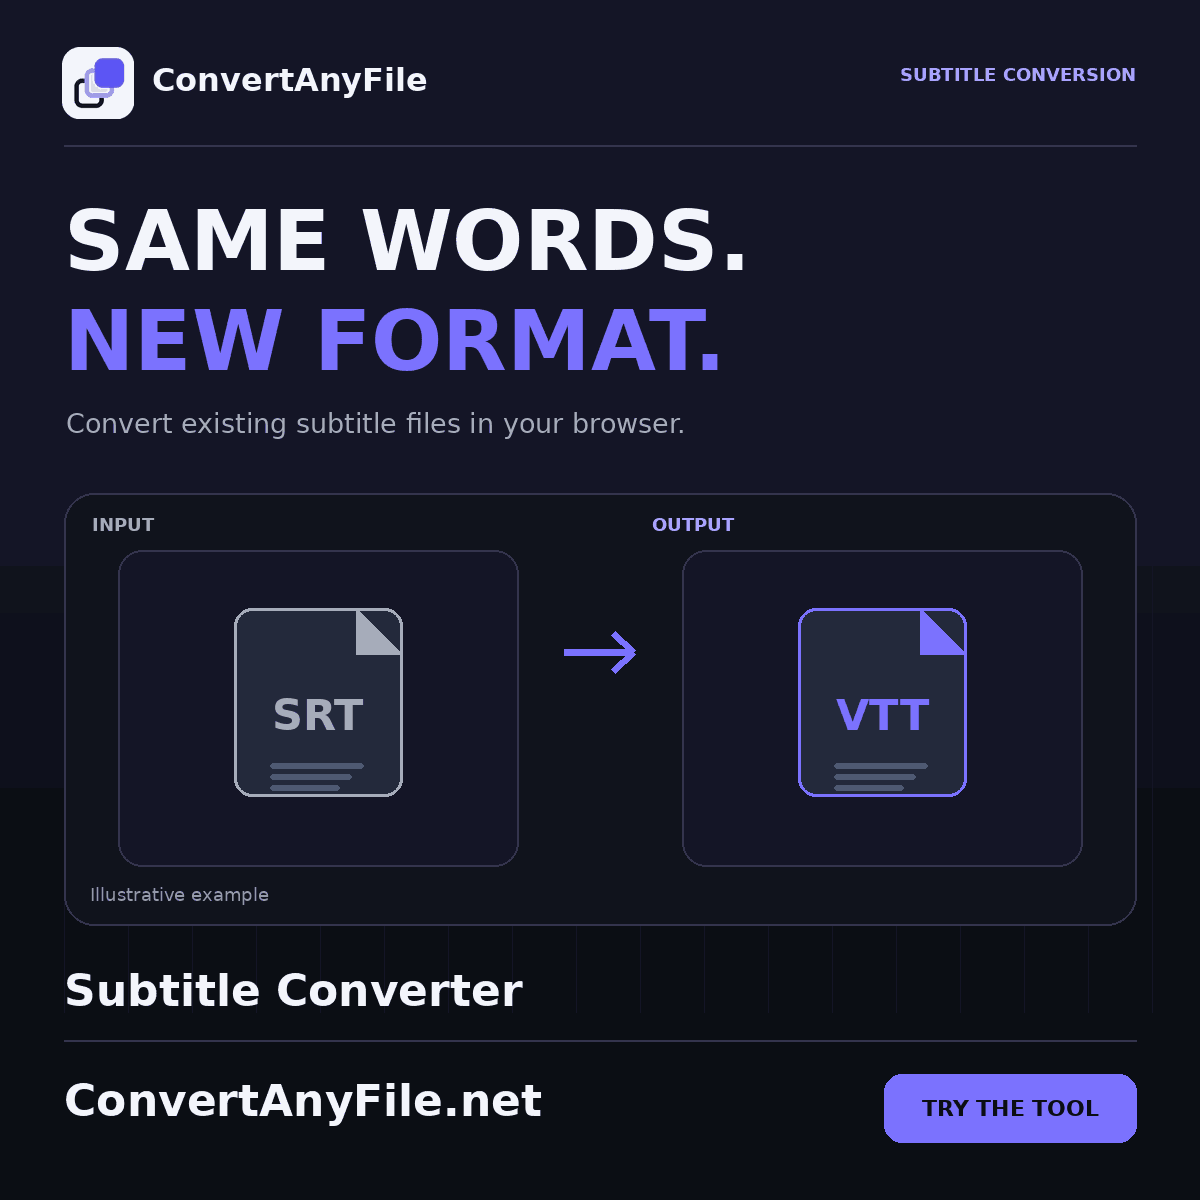 ConvertAnyFile
SUBTITLE CONVERSION
SAME WORDS.
NEW FORMAT.
Convert existing subtitle files in your browser.
INPUT
OUTPUT
SRT
VTT
Illustrative example
Subtitle Converter
ConvertAnyFile.net
TRY THE TOOL